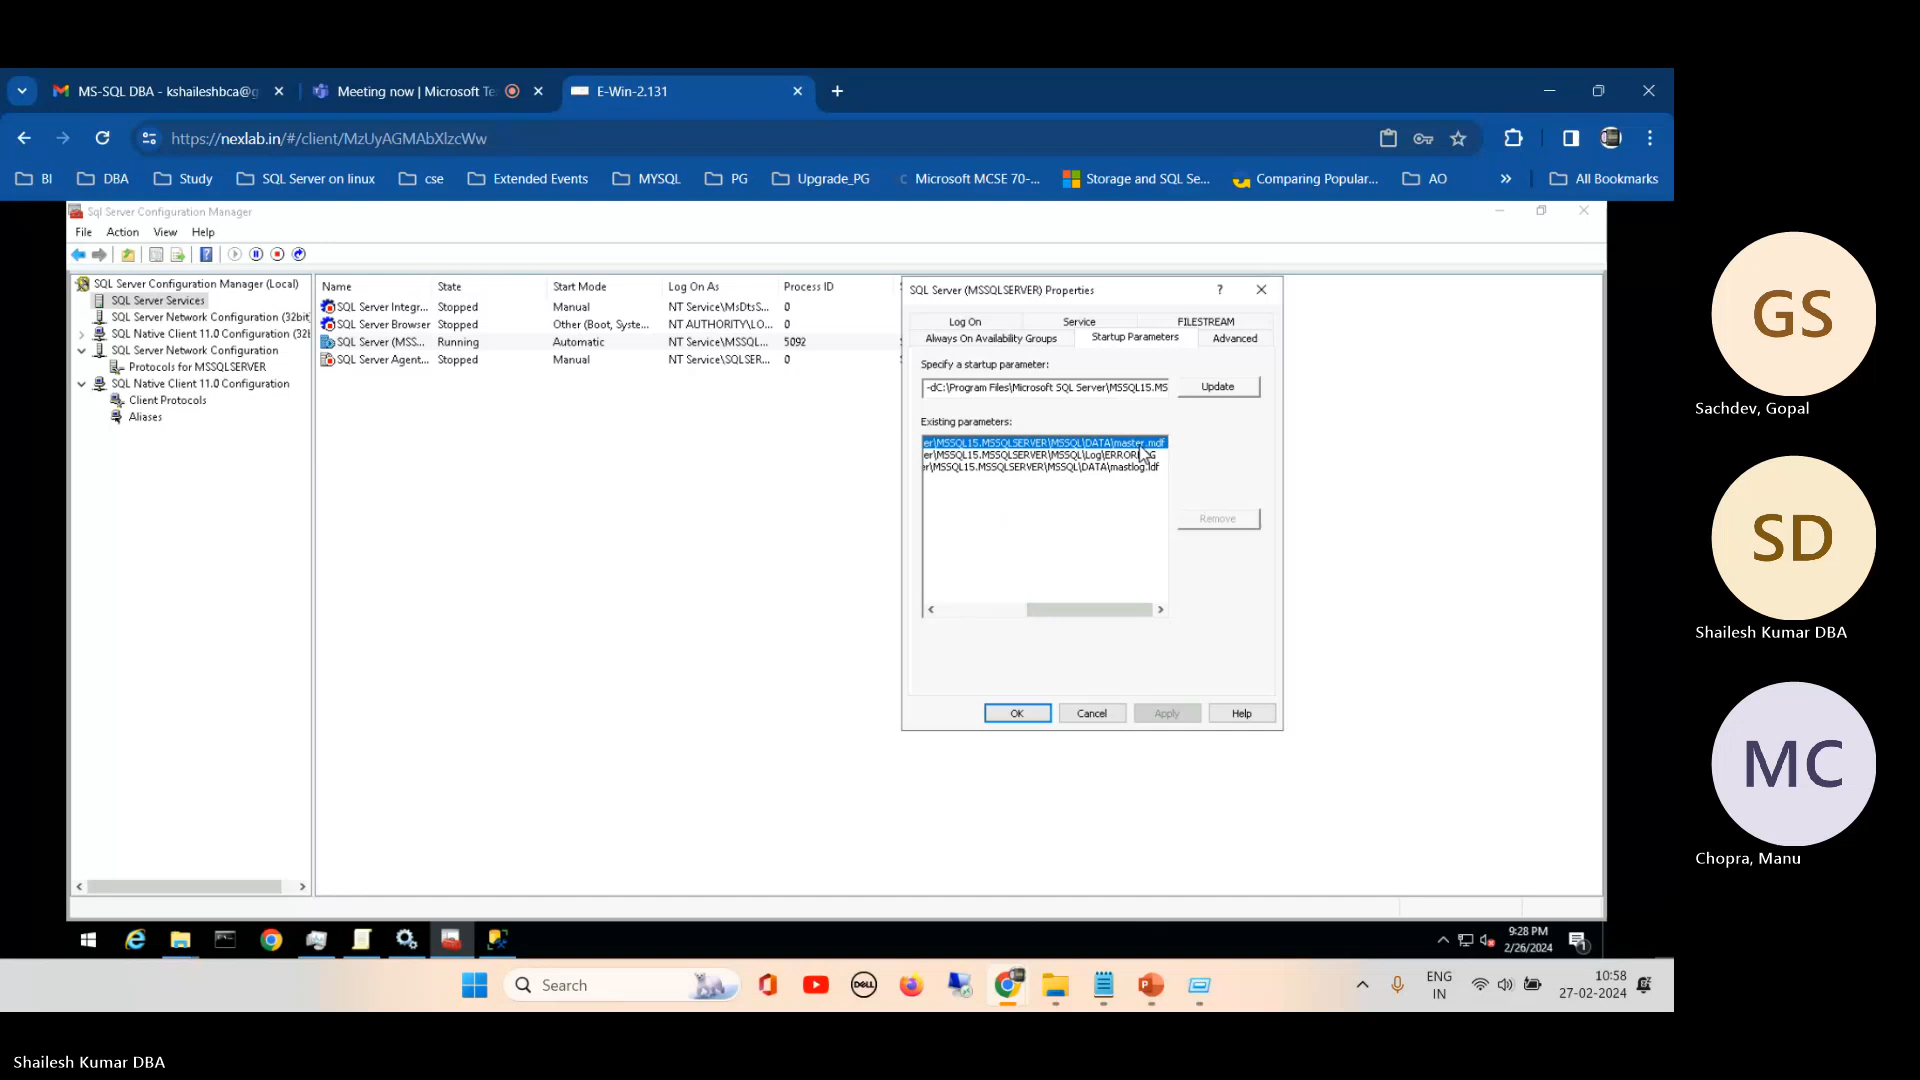 MS-SQL DBA - kshaileshbca@g
Meeting now | Microsoft Te
E-Win-2.131
https://nexlab.in/#/client/MzUyAGMAbXlzcWw
BI
DBA
Study
SQL Server on linux
cse
Extended Events
MYSQL
PG
Upgrade_PG
Microsoft MCSE 70-...
Storage and SQL Se...
Comparing Popular...
AO
»
All Bookmarks
Sql Server Configuration Manager
File Action View Help
SQL Server Configuration Manager (Local)
SQL Server Services
SQL Server Network Configuration (32bit
SQL Native Client 11.0 Configuration (32l
SQL Server Network Configuration
Protocols for MSSQLSERVER
SQL Native Client 11.0 Configuration
Client Protocols
Aliases
Name State Start Mode Log On As Process ID
SQL Server Integr... Stopped Manual NT Service\MsDtsS... 0
SQL Server Browser Stopped Other (Boot, Syste... NT AUTHORITY\LO... 0
SQL Server (MSS... Running Automatic NT Service\MSSQL... 5092
SQL Server Agent... Stopped Manual NT Service\SQLSER... 0
SQL Server (MSSQLSERVER) Properties
?
Log On Service FILESTREAM
Always On Availability Groups Startup Parameters Advanced
Specify a startup parameter:
-dC:\Program Files\Microsoft SQL Server\MSSQL15.MS
Update
Existing parameters:
er\MSSQL15.MSSQLSERVER\MSSQL\DATA\master.mdf
er\MSSQL15.MSSQLSERVER\MSSQL\Log\ERRORLOG
er\MSSQL15.MSSQLSERVER\MSSQL\DATA\mastlog.ldf
Remove
OK Cancel Apply Help
9:28 PM
2/26/2024
1
Search
DELL
ENG
IN
10:58
27-02-2024
GS
Sachdev, Gopal
SD
Shailesh Kumar DBA
MC
Chopra, Manu
Shailesh Kumar DBA